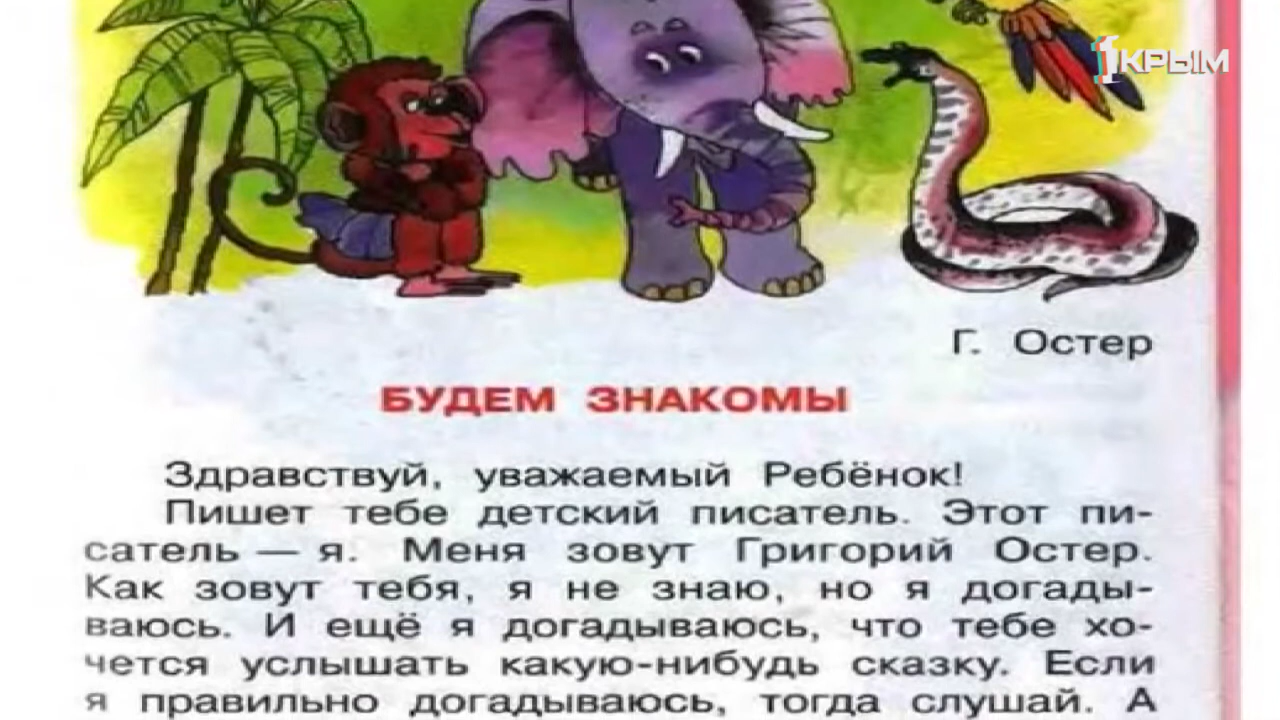 1КРЫМ
Г. Остер
БУДЕМ ЗНАКОМЫ
Здравствуй, уважаемый Ребёнок!
Пишет тебе детский писатель. Этот пи-
сатель — я. Меня зовут Григорий Остер.
Как зовут тебя, я не знаю, но я догады-
ваюсь. И ещё я догадываюсь, что тебе хо-
чется услышать какую-нибудь сказку. Если
я правильно догадываюсь, тогда слушай. А